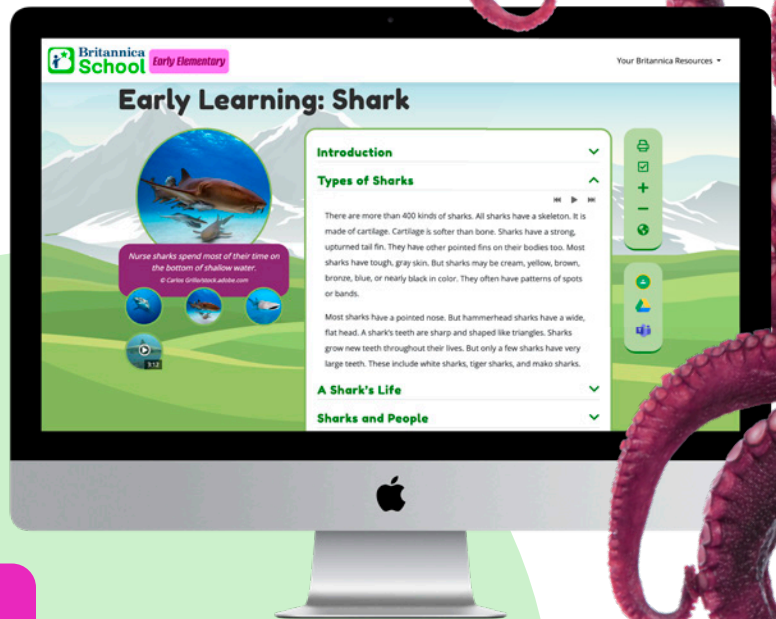 Britannica
School
Early Elementary
Your Britannica Resources
Early Learning: Shark
Nurse sharks spend most of their time on
the bottom of shallow water.
© Carlos Grillo/stock.adobe.com
3:12
Introduction
Types of Sharks
There are more than 400 kinds of sharks. All sharks have a skeleton. It is
made of cartilage. Cartilage is softer than bone. Sharks have a strong,
upturned tail fin. They have other pointed fins on their bodies too. Most
sharks have tough, gray skin. But sharks may be cream, yellow, brown,
bronze, blue, or nearly black in color. They often have patterns of spots
or bands.
Most sharks have a pointed nose. But hammerhead sharks have a wide,
flat head. A shark's teeth are sharp and shaped like triangles. Sharks
grow new teeth throughout their lives. But only a few sharks have very
large teeth. These include white sharks, tiger sharks, and mako sharks.
A Shark's Life
Sharks and People